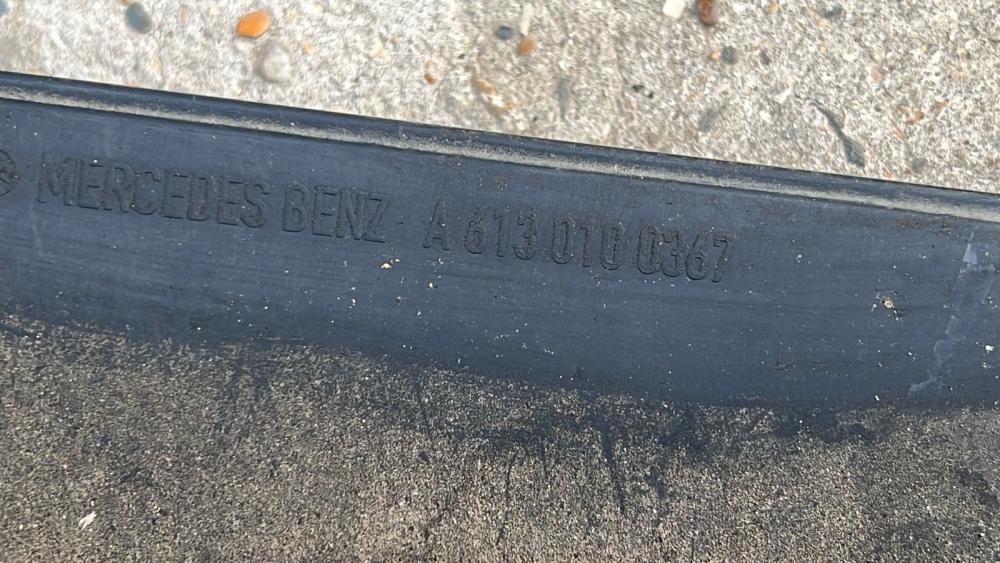 MERCEDES BENZ A 613 010 0367